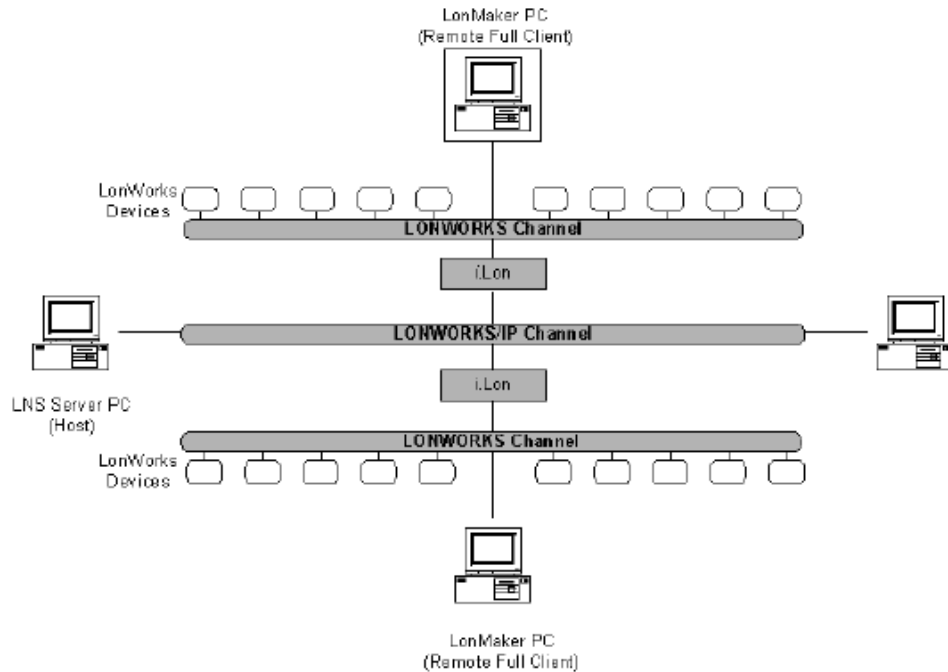 LonMaker PC
(Remote Full Client)
LonWorks
Devices
LONWORKS Channel
i.Lon
LONWORKS/IP Channel
i.Lon
LNS Server PC
(Host)
LONWORKS Channel
LonWorks
Devices
LonMaker PC
(Remote Full Client)